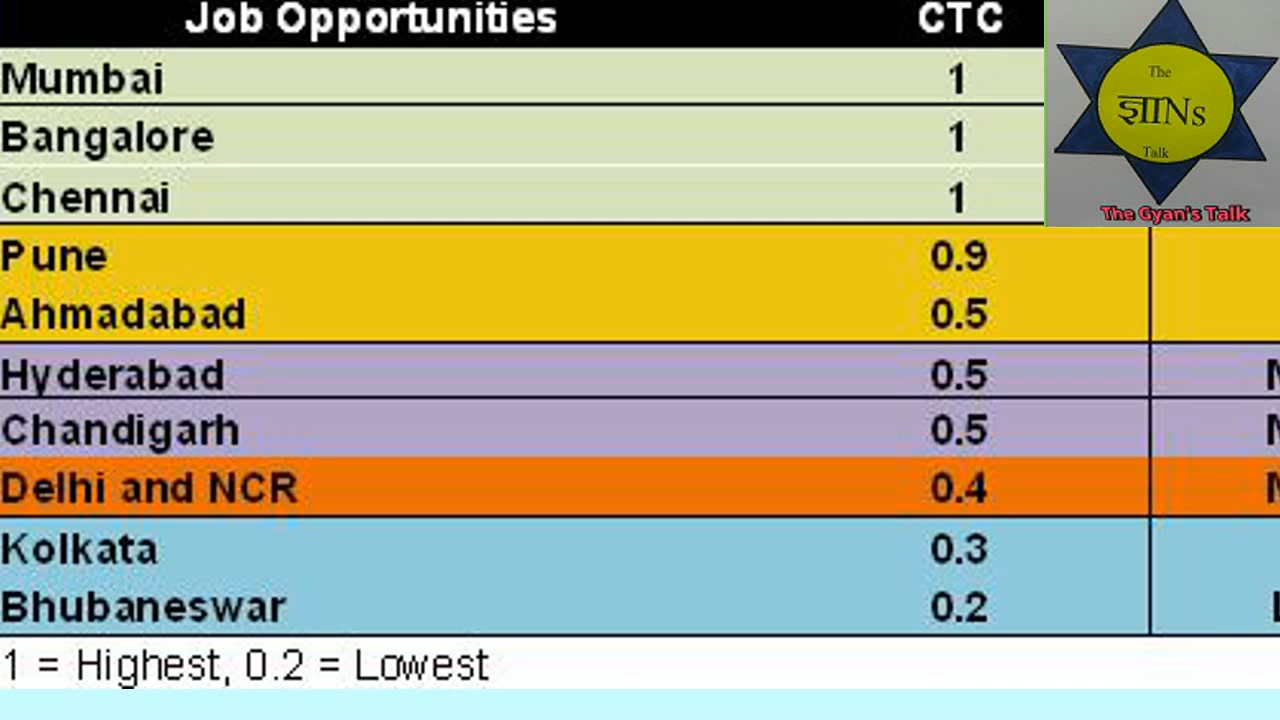 Job Opportunities CTC
Mumbai 1
Bangalore 1
Chennai 1
Pune 0.9
Ahmadabad 0.5
Hyderabad 0.5
Chandigarh 0.5
Delhi and NCR 0.4
Kolkata 0.3
Bhubaneswar 0.2
1 = Highest, 0.2 = Lowest
The
ज्ञाNs
Talk
The Gyan's Talk